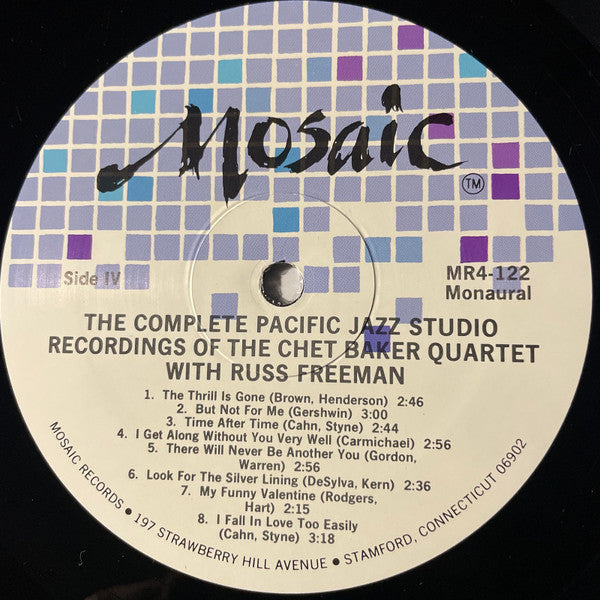 Mosaic
TM
Side IV
MR4-122
Monaural
THE COMPLETE PACIFIC JAZZ STUDIO
RECORDINGS OF THE CHET BAKER QUARTET
WITH RUSS FREEMAN
1. The Thrill Is Gone (Brown, Henderson) 2:46
2. But Not For Me (Gershwin) 3:00
3. Time After Time (Cahn, Styne) 2:44
4. I Get Along Without You Very Well (Carmichael) 2:56
5. There Will Never Be Another You (Gordon,
Warren) 2:56
6. Look For The Silver Lining (DeSylva, Kern) 2:36
7. My Funny Valentine (Rodgers,
Hart) 2:15
8. I Fall In Love Too Easily
(Cahn, Styne) 3:18
MOSAIC RECORDS • 197 STRAWBERRY HILL AVENUE • STAMFORD, CONNECTICUT 06902